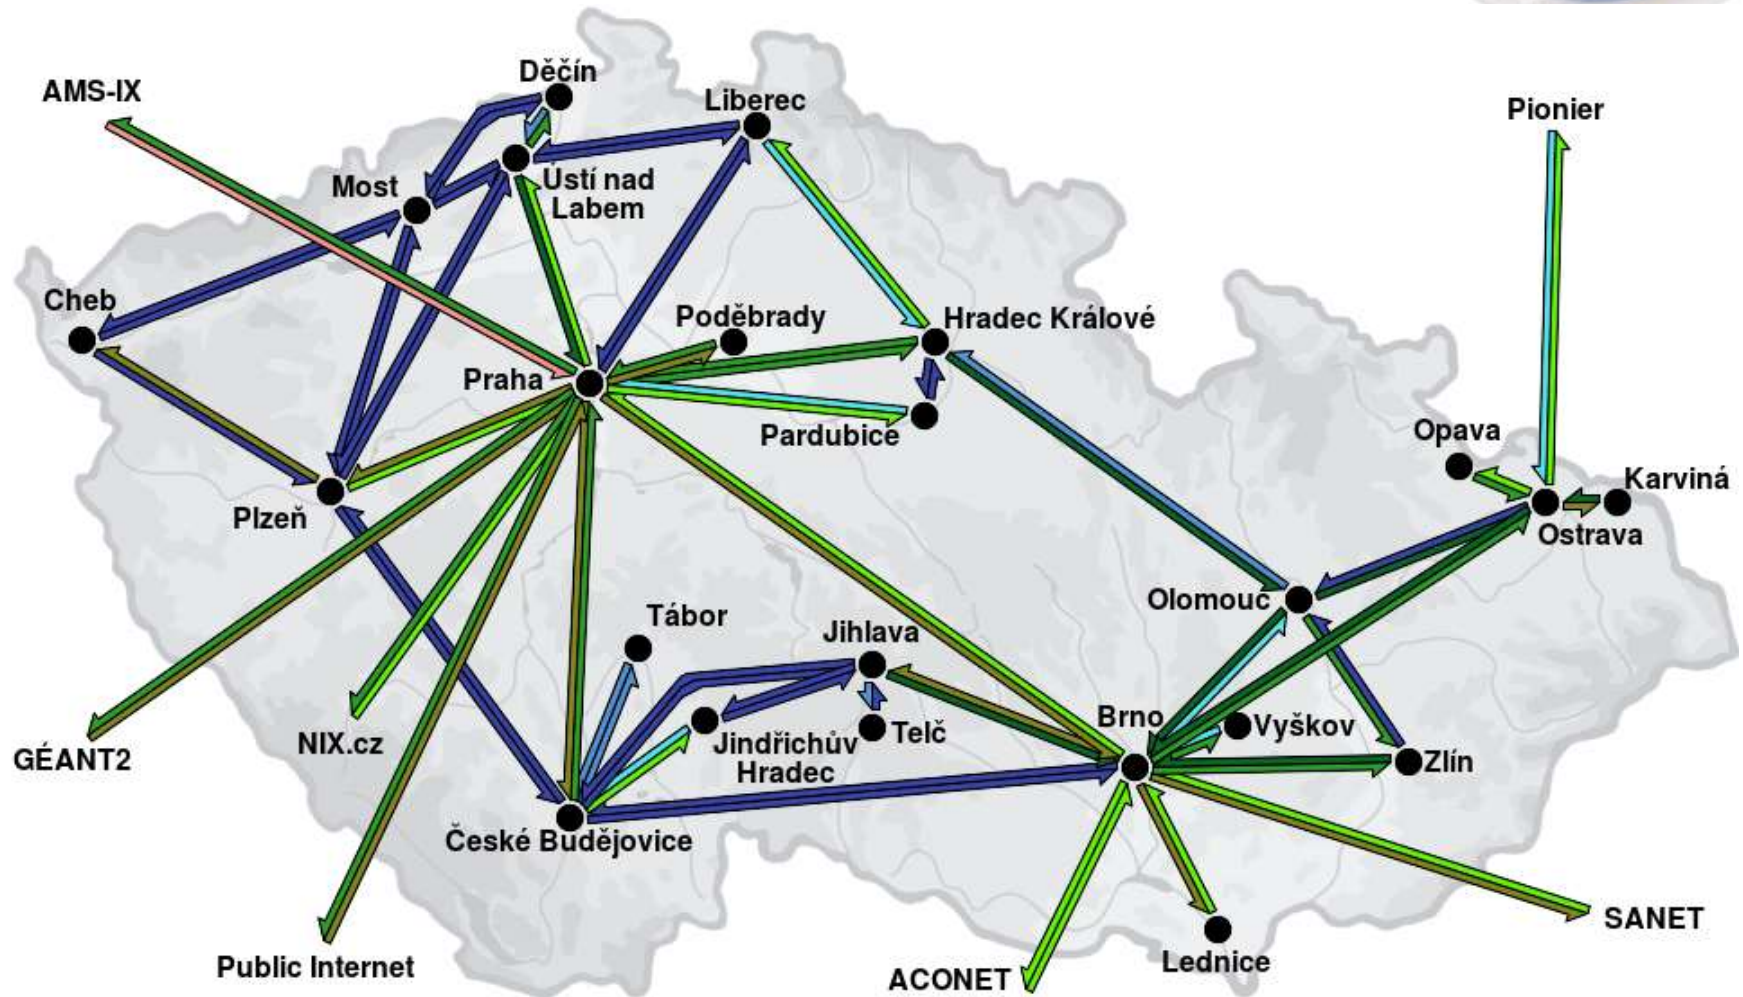 Děčín
AMS-IX
Liberec
Pionier
Most
Ústí nad
Labem
Cheb
Poděbrady
Hradec Králové
Praha
Pardubice
Opava
Karviná
Plzeň
Ostrava
Olomouc
Tábor
Jihlava
Brno
Vyškov
Telč
NIX.cz
Jindřichův
Hradec
GÉANT2
Zlín
České Budějovice
SANET
Public Internet
Lednice
ACONET